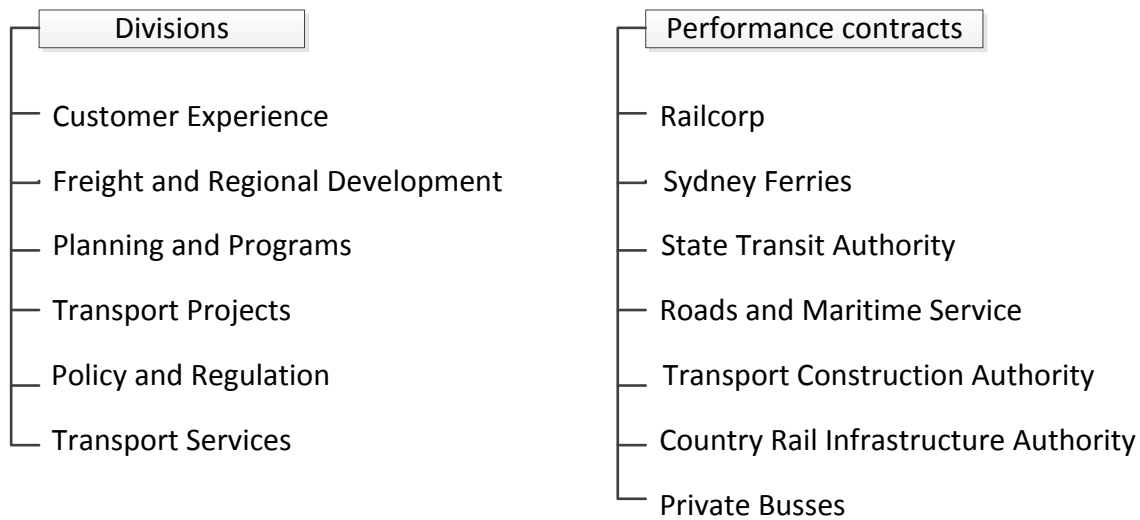 Divisions
Customer Experience
Freight and Regional Development
Planning and Programs
Transport Projects
Policy and Regulation
Transport Services
Performance contracts
Railcorp
Sydney Ferries
State Transit Authority
Roads and Maritime Service
Transport Construction Authority
Country Rail Infrastructure Authority
Private Busses